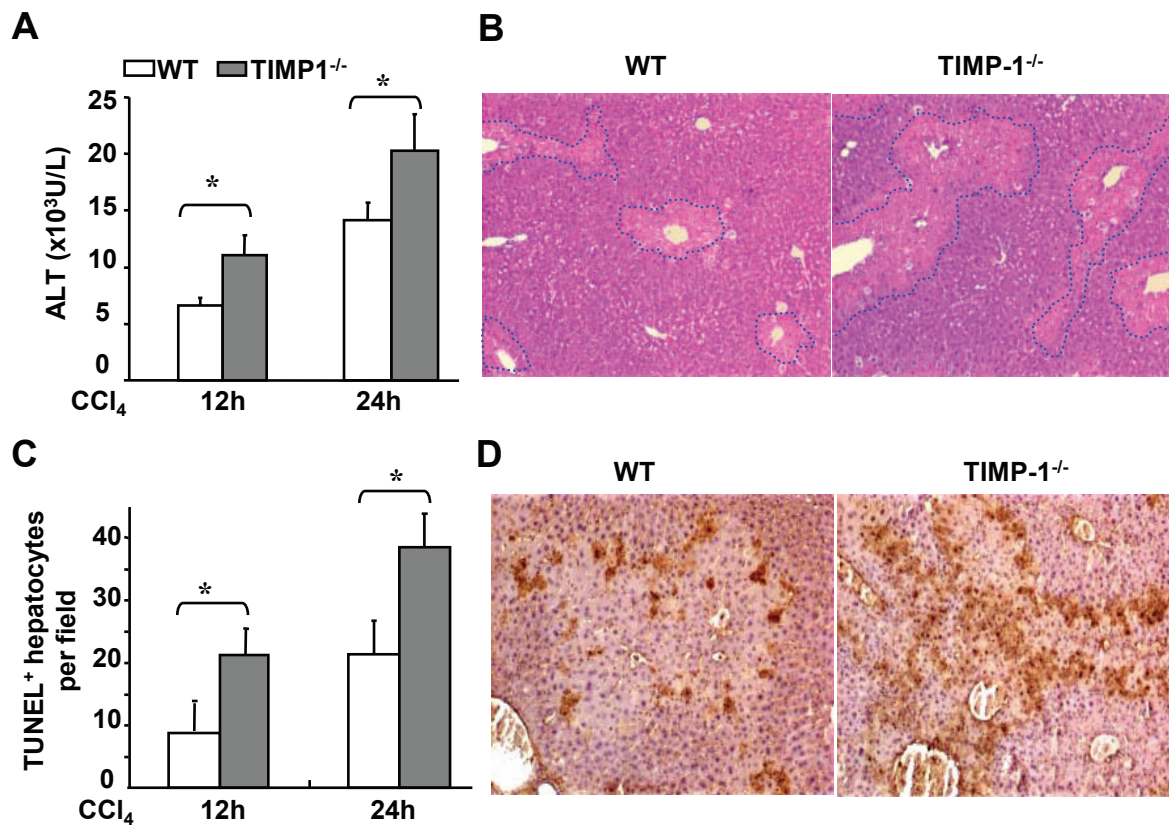 A
WT TIMP1⁻/⁻
*
*
25
20
15
10
5
0
ALT (x10³U/L)
CCl₄ 12h 24h
B
WT TIMP-1⁻/⁻
C
*
*
40
30
20
10
0
TUNEL⁺ hepatocytes
per field
CCl₄ 12h 24h
D
WT TIMP-1⁻/⁻